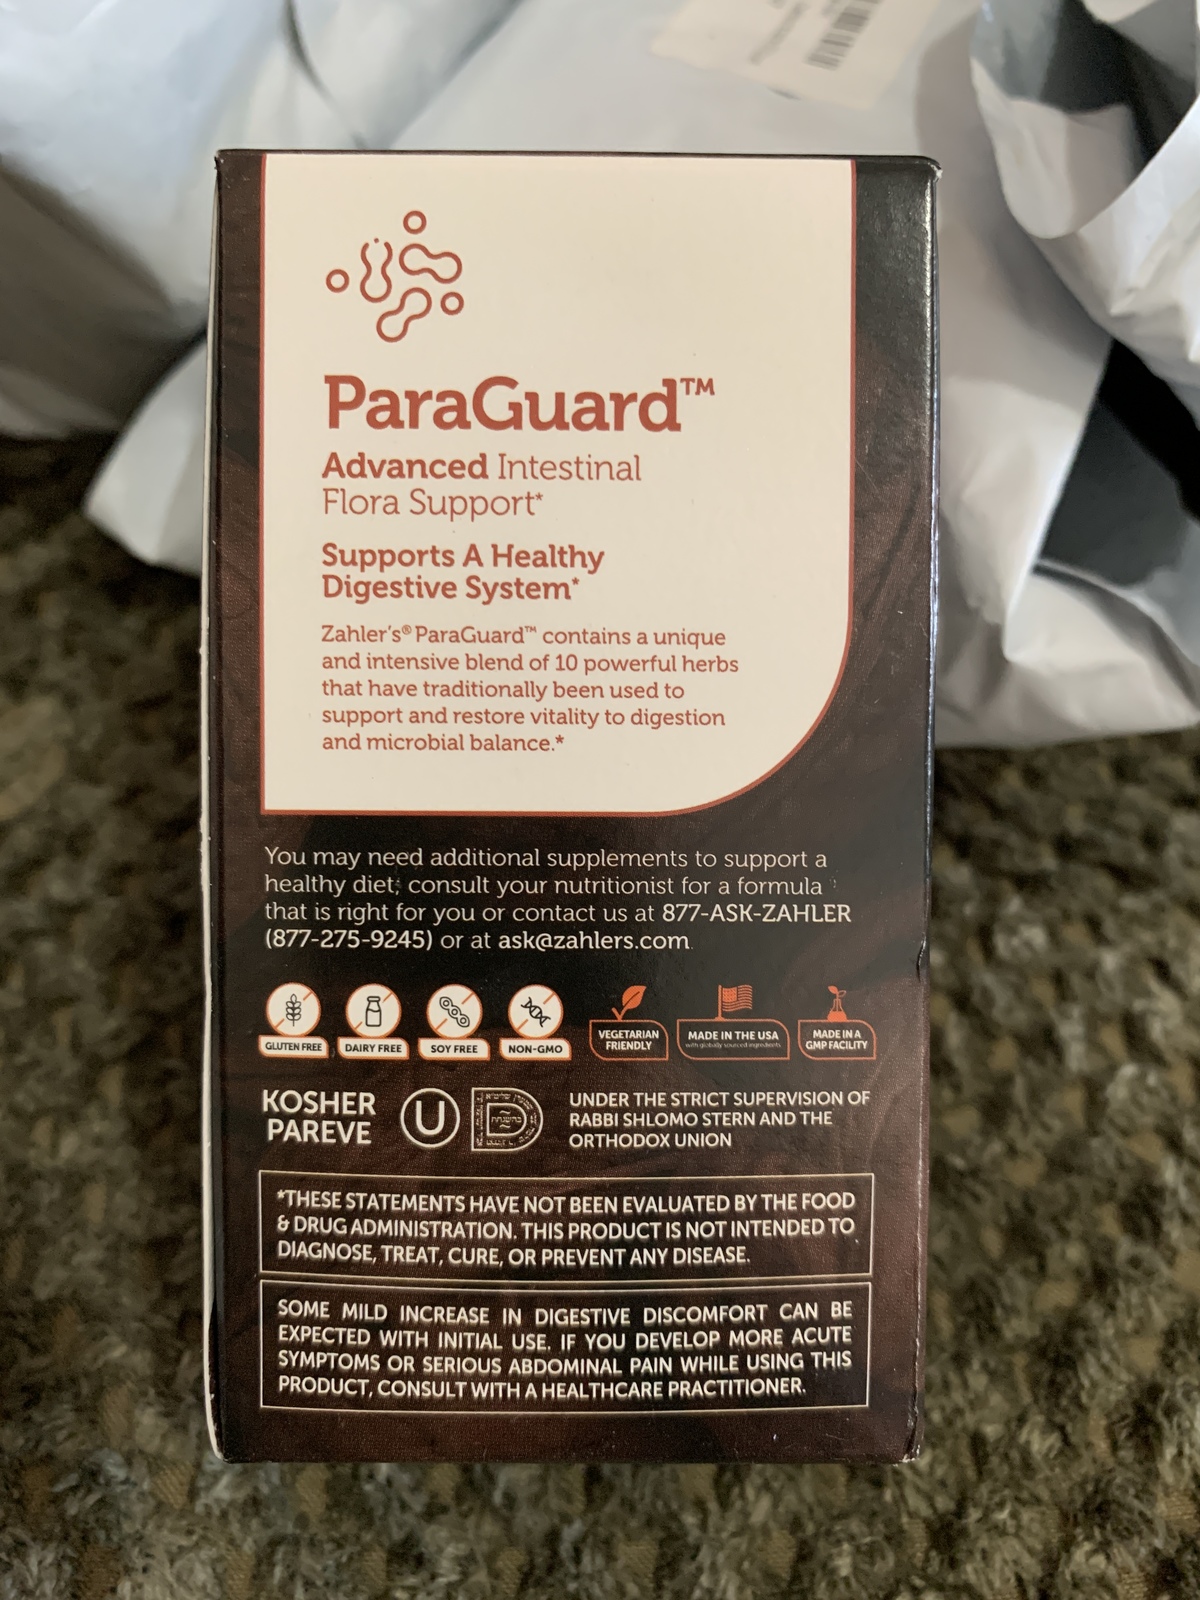 ParaGuard™
Advanced Intestinal
Flora Support*
Supports A Healthy
Digestive System*
Zahler's® ParaGuard™ contains a unique
and intensive blend of 10 powerful herbs
that have traditionally been used to
support and restore vitality to digestion
and microbial balance.*
You may need additional supplements to support a
healthy diet; consult your nutritionist for a formula
that is right for you or contact us at 877-ASK-ZAHLER
(877-275-9245) or at ask@zahlers.com
GLUTEN FREE
DAIRY FREE
SOY FREE
NON-GMO
VEGETARIAN
FRIENDLY
MADE IN THE USA
with globally sourced ingredients
MADE IN A
GMP FACILITY
KOSHER
PAREVE
U
UNDER THE STRICT SUPERVISION OF
RABBI SHLOMO STERN AND THE
ORTHODOX UNION
*THESE STATEMENTS HAVE NOT BEEN EVALUATED BY THE FOOD
& DRUG ADMINISTRATION. THIS PRODUCT IS NOT INTENDED TO
DIAGNOSE, TREAT, CURE, OR PREVENT ANY DISEASE.
SOME MILD INCREASE IN DIGESTIVE DISCOMFORT CAN BE
EXPECTED WITH INITIAL USE. IF YOU DEVELOP MORE ACUTE
SYMPTOMS OR SERIOUS ABDOMINAL PAIN WHILE USING THIS
PRODUCT, CONSULT WITH A HEALTHCARE PRACTITIONER.